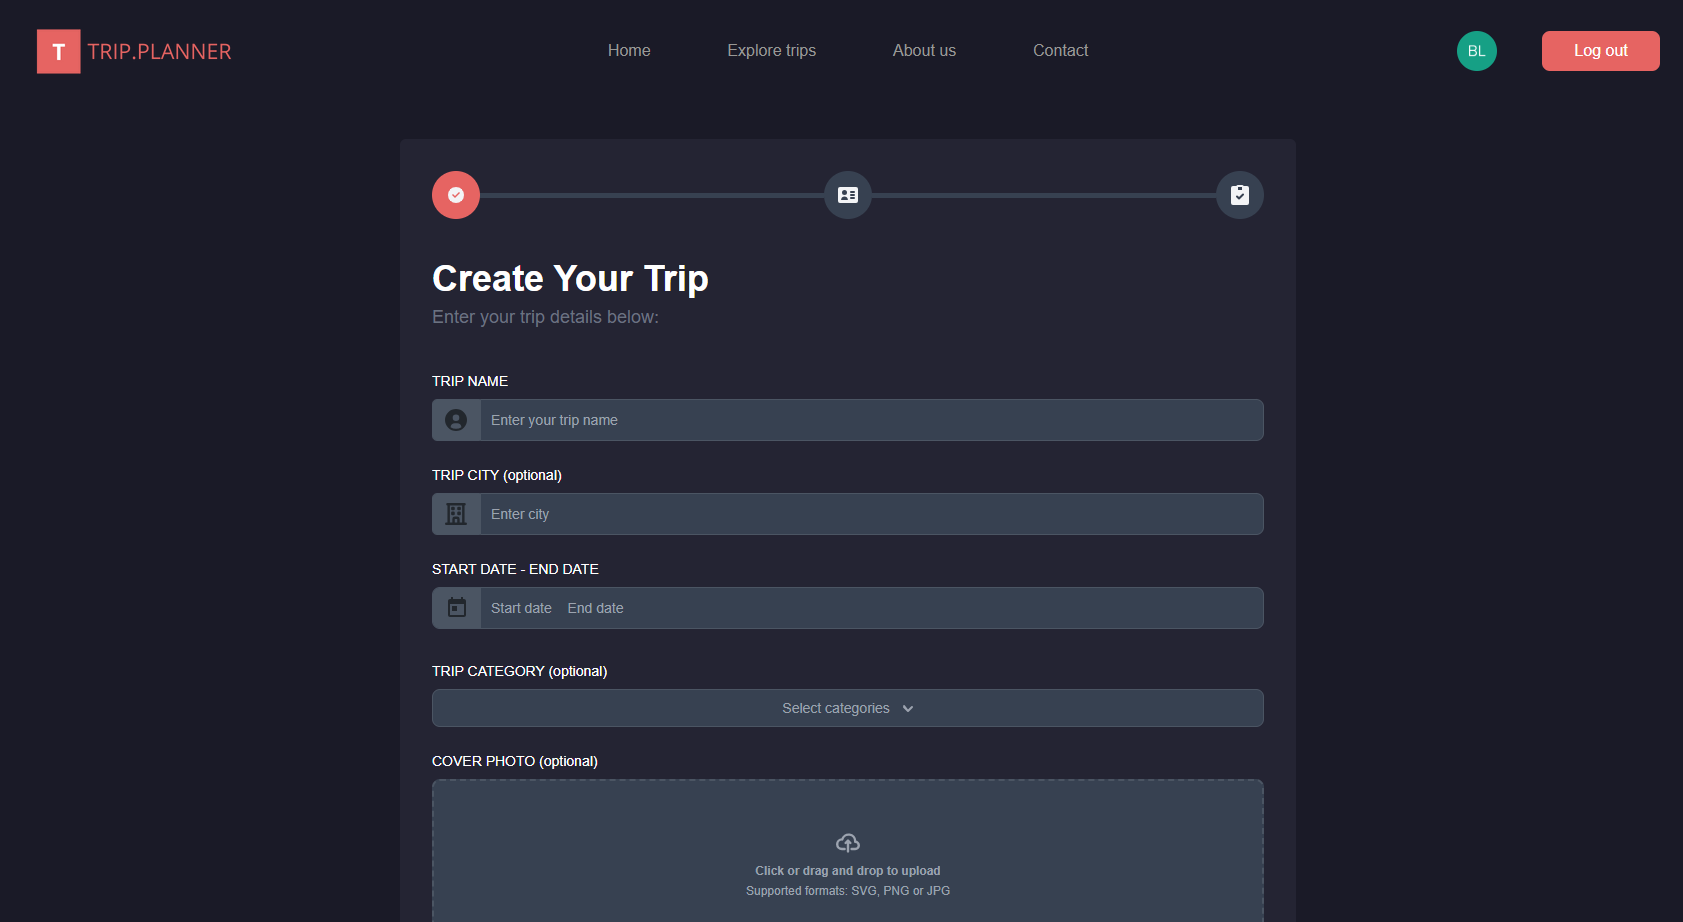 T TRIP.PLANNER
Home Explore trips About us Contact
BL
Log out
Create Your Trip
Enter your trip details below:
TRIP NAME
Enter your trip name
TRIP CITY (optional)
Enter city
START DATE - END DATE
Start date End date
TRIP CATEGORY (optional)
Select categories
COVER PHOTO (optional)
Click or drag and drop to upload
Supported formats: SVG, PNG or JPG